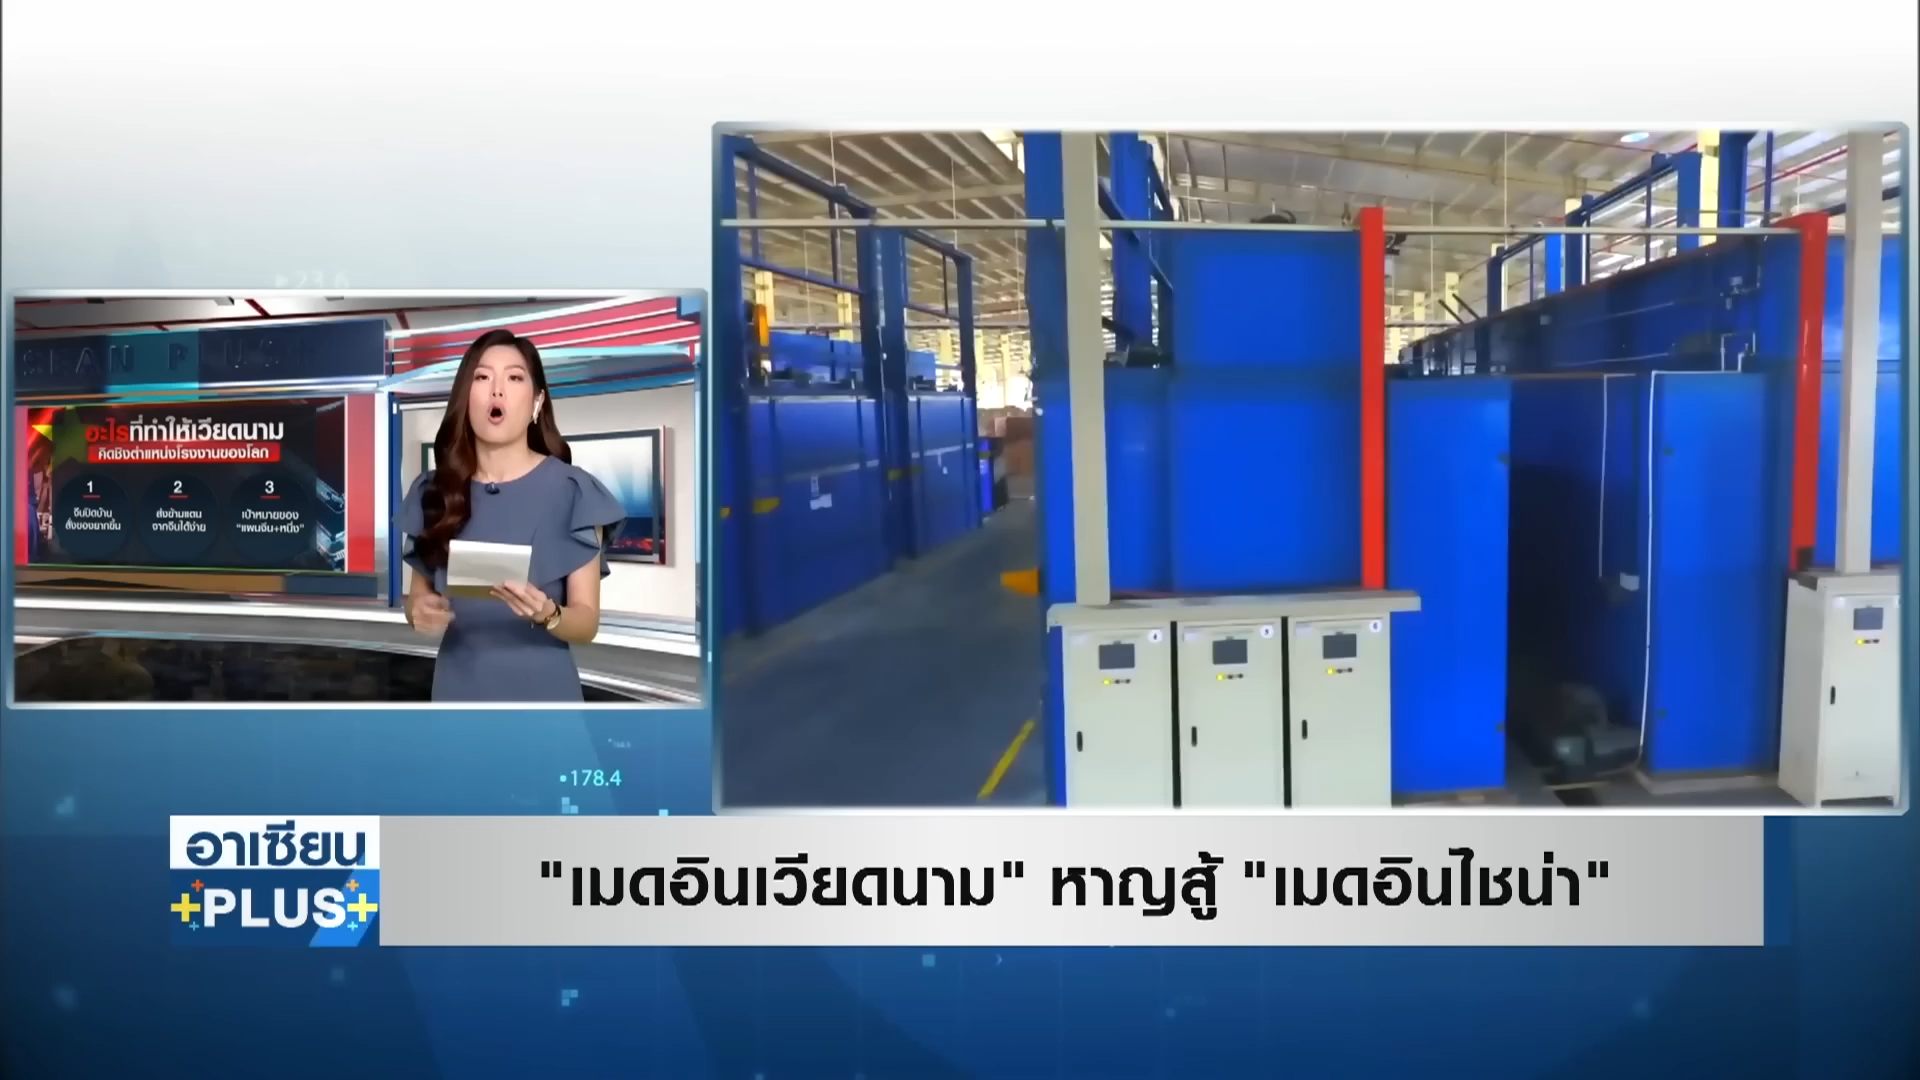 23.6
SEAN PLUS
อะไรที่ทำให้เวียดนาม
คิดชิงตำแหน่งโรงงานของโลก
1
2
3
จีนปิดบ้าน
สั่งของยากขึ้น
ส่งข้ามแดน
จากจีนได้ง่าย
เป้าหมายของ
"แผนจีน+หนึ่ง"
178.4
อาเซียน
+PLUS+
"เมดอินเวียดนาม" หาญสู้ "เมดอินไชน่า"